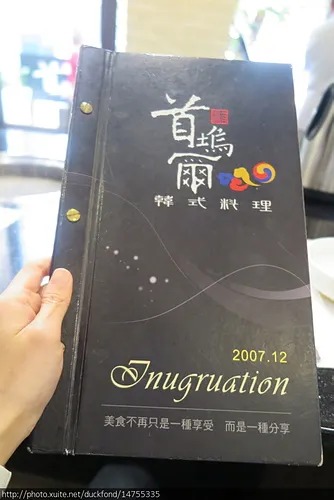 首塢爾
韓式料理
2007.12
Inugruation
美食不再只是一種享受 而是一種分享
http://photo.xuite.net/duckfond/14755335